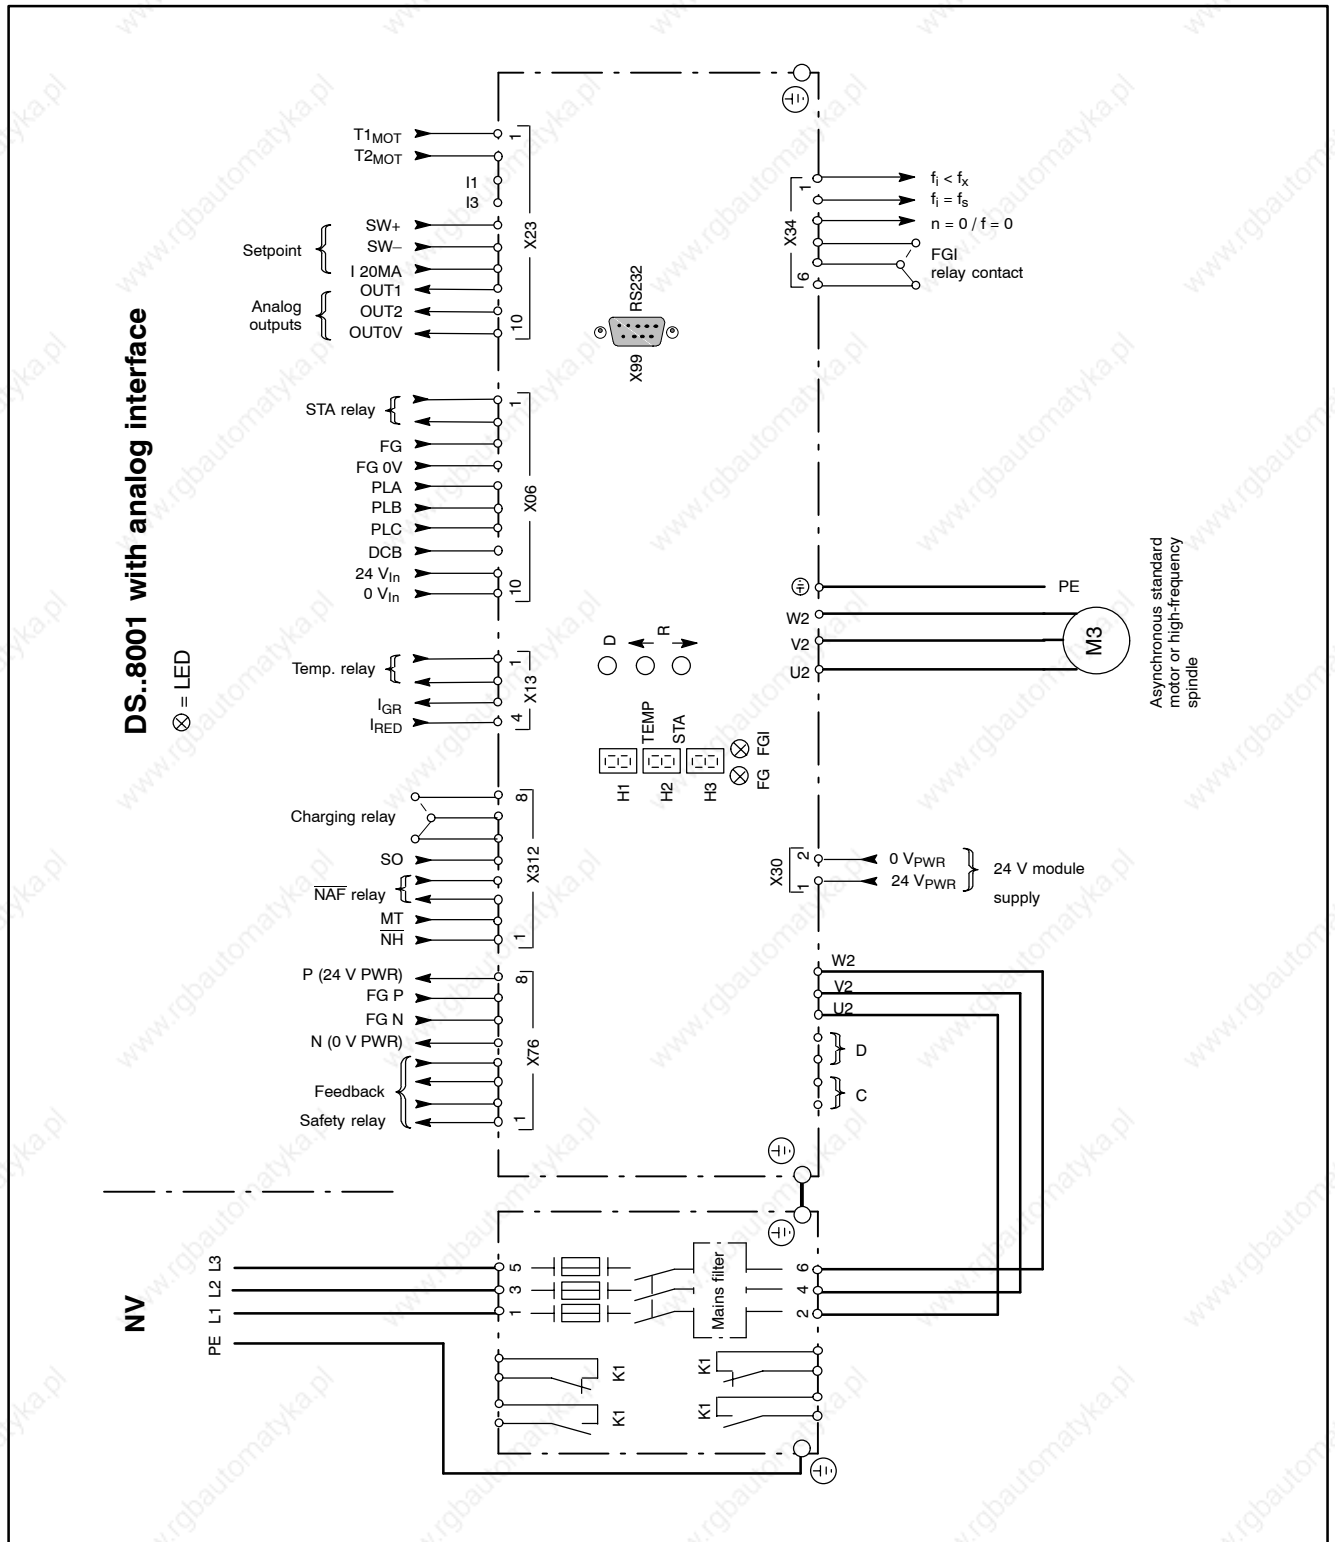 DS..8001 with analog interface
⊗ = LED
T1MOT
T2MOT
I1
I3
SW+
SW–
I 20MA
OUT1
OUT2
OUT0V
Setpoint
Analog
outputs
1
X23
10
STA relay
FG
FG 0V
PLA
PLB
PLC
DCB
24 VIn
0 VIn
1
X06
10
Temp. relay
IGR
IRED
1
X13
4
Charging relay
SO
NAF relay
MT
NH
8
X312
1
P (24 V PWR)
FG P
FG N
N (0 V PWR)
Feedback
Safety relay
8
X76
1
RS232
X99
D
R
TEMP
STA
H1
H2
H3
FG
FGI
1
X34
6
fi < fx
fi = fs
n = 0 / f = 0
FGI
relay contact
PE
W2
V2
U2
M3
Asynchronous standard
motor or high-frequency
spindle
X30
2
1
0 VPWR
24 VPWR
24 V module
supply
W2
V2
U2
D
C
NV
L3
L2
L1
PE
5
3
1
Mains filter
6
4
2
K1
K1
K1
K1
www.rgbautomatyka.pl